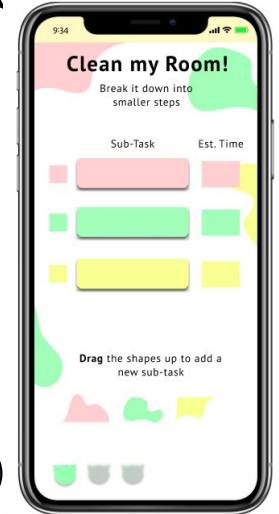 9:34
Clean my Room!
Break it down into
smaller steps
Sub-Task Est. Time
Drag the shapes up to add a
new sub-task